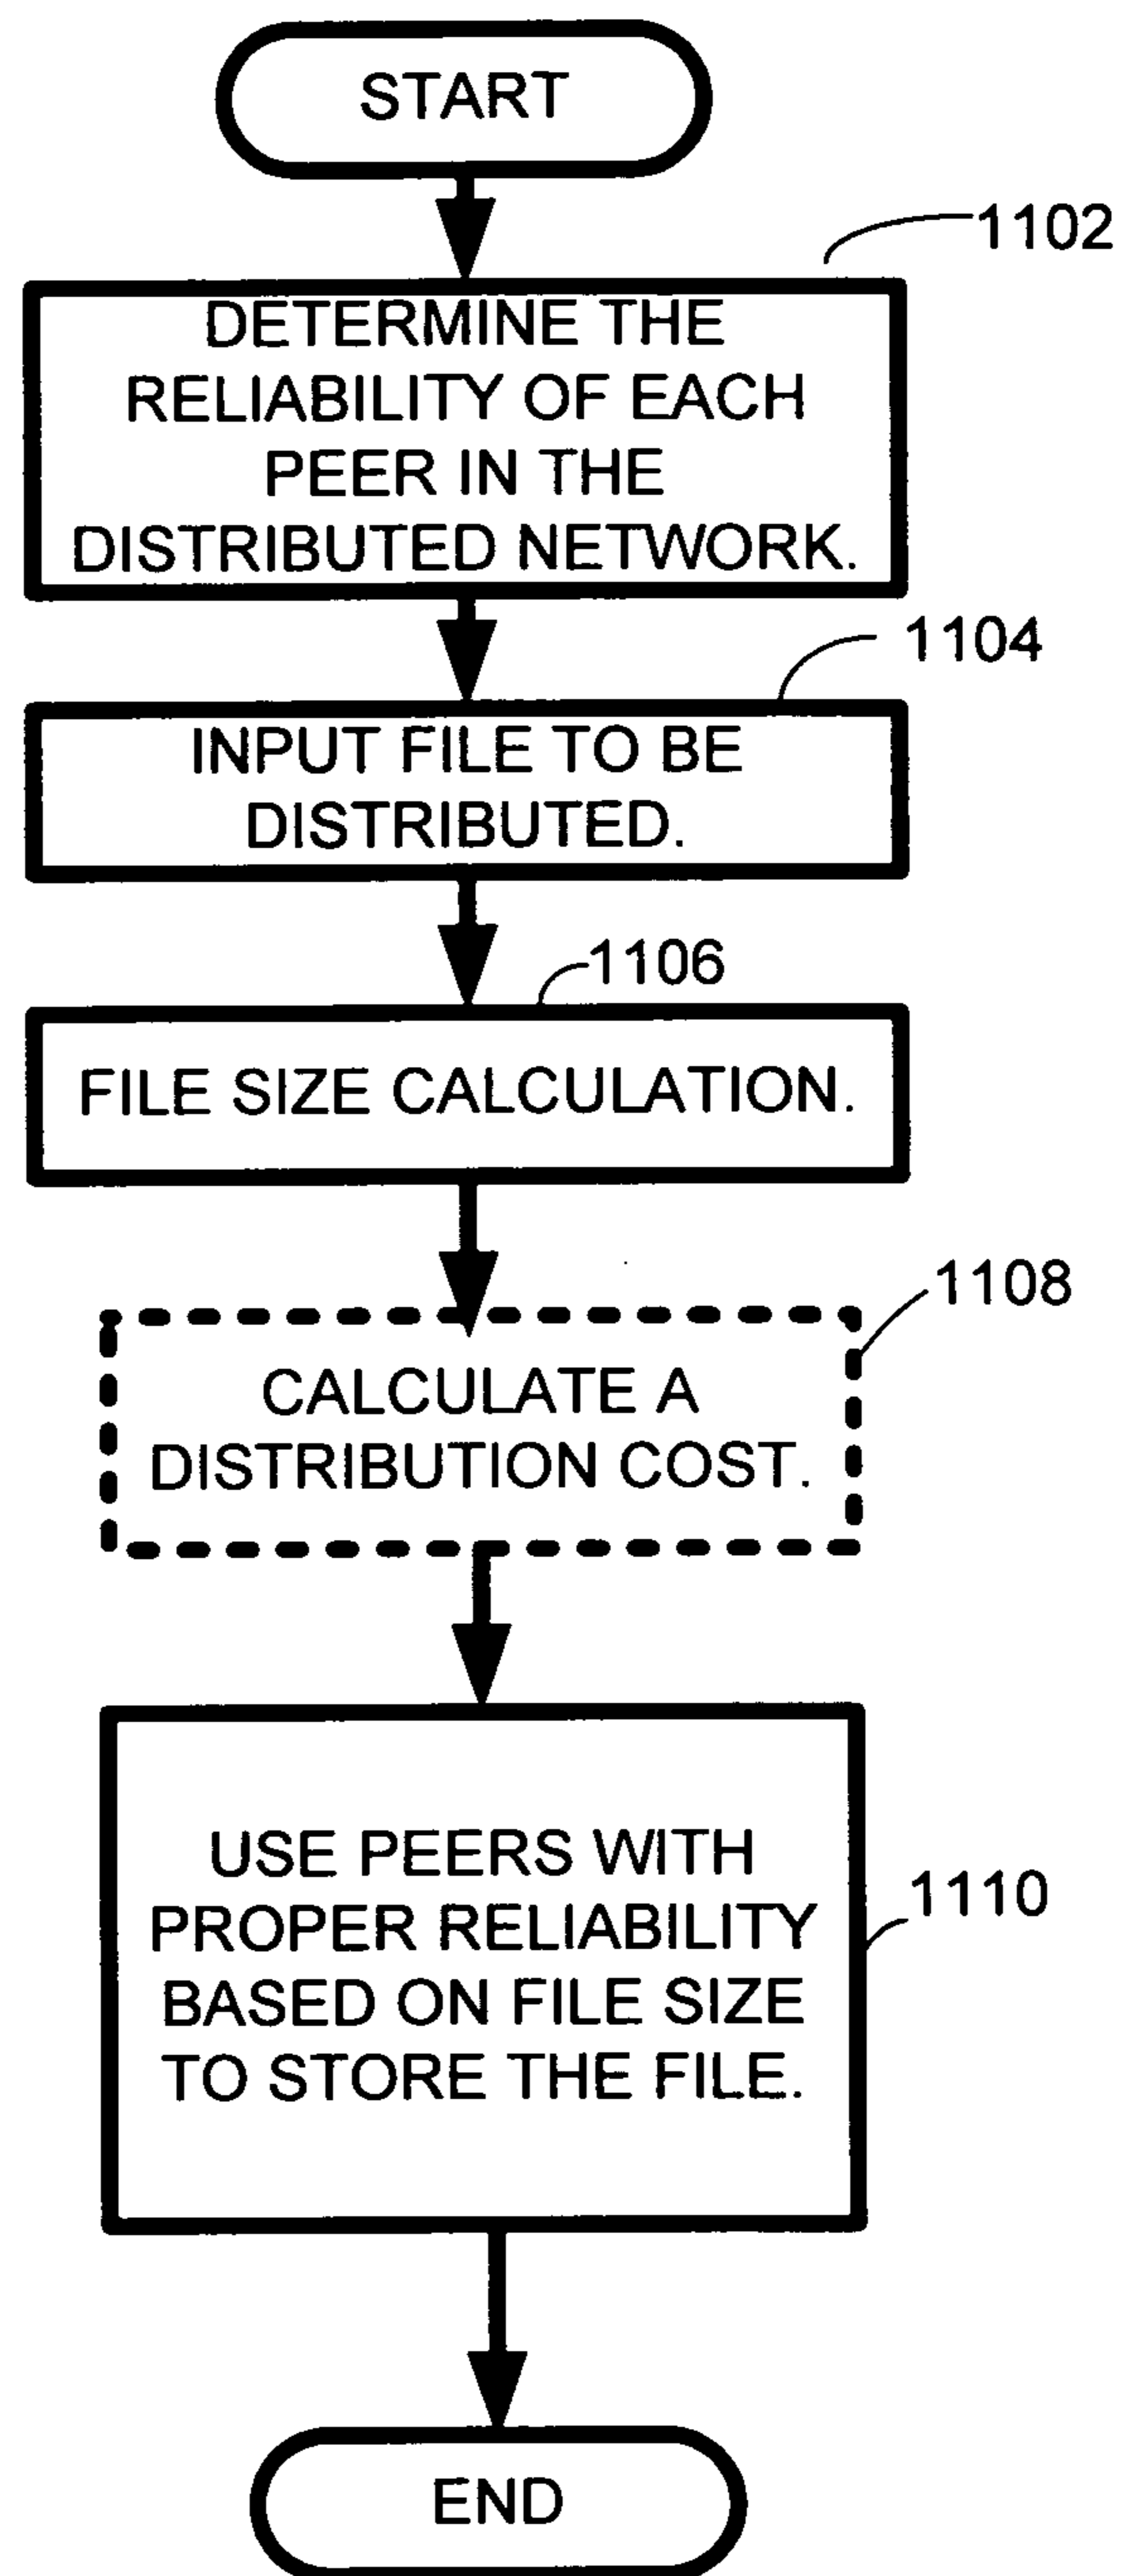 START
1102
DETERMINE THE
RELIABILITY OF EACH
PEER IN THE
DISTRIBUTED NETWORK.
1104
INPUT FILE TO BE
DISTRIBUTED.
1106
FILE SIZE CALCULATION.
1108
CALCULATE A
DISTRIBUTION COST.
USE PEERS WITH
PROPER RELIABILITY
BASED ON FILE SIZE
TO STORE THE FILE.
1110
END